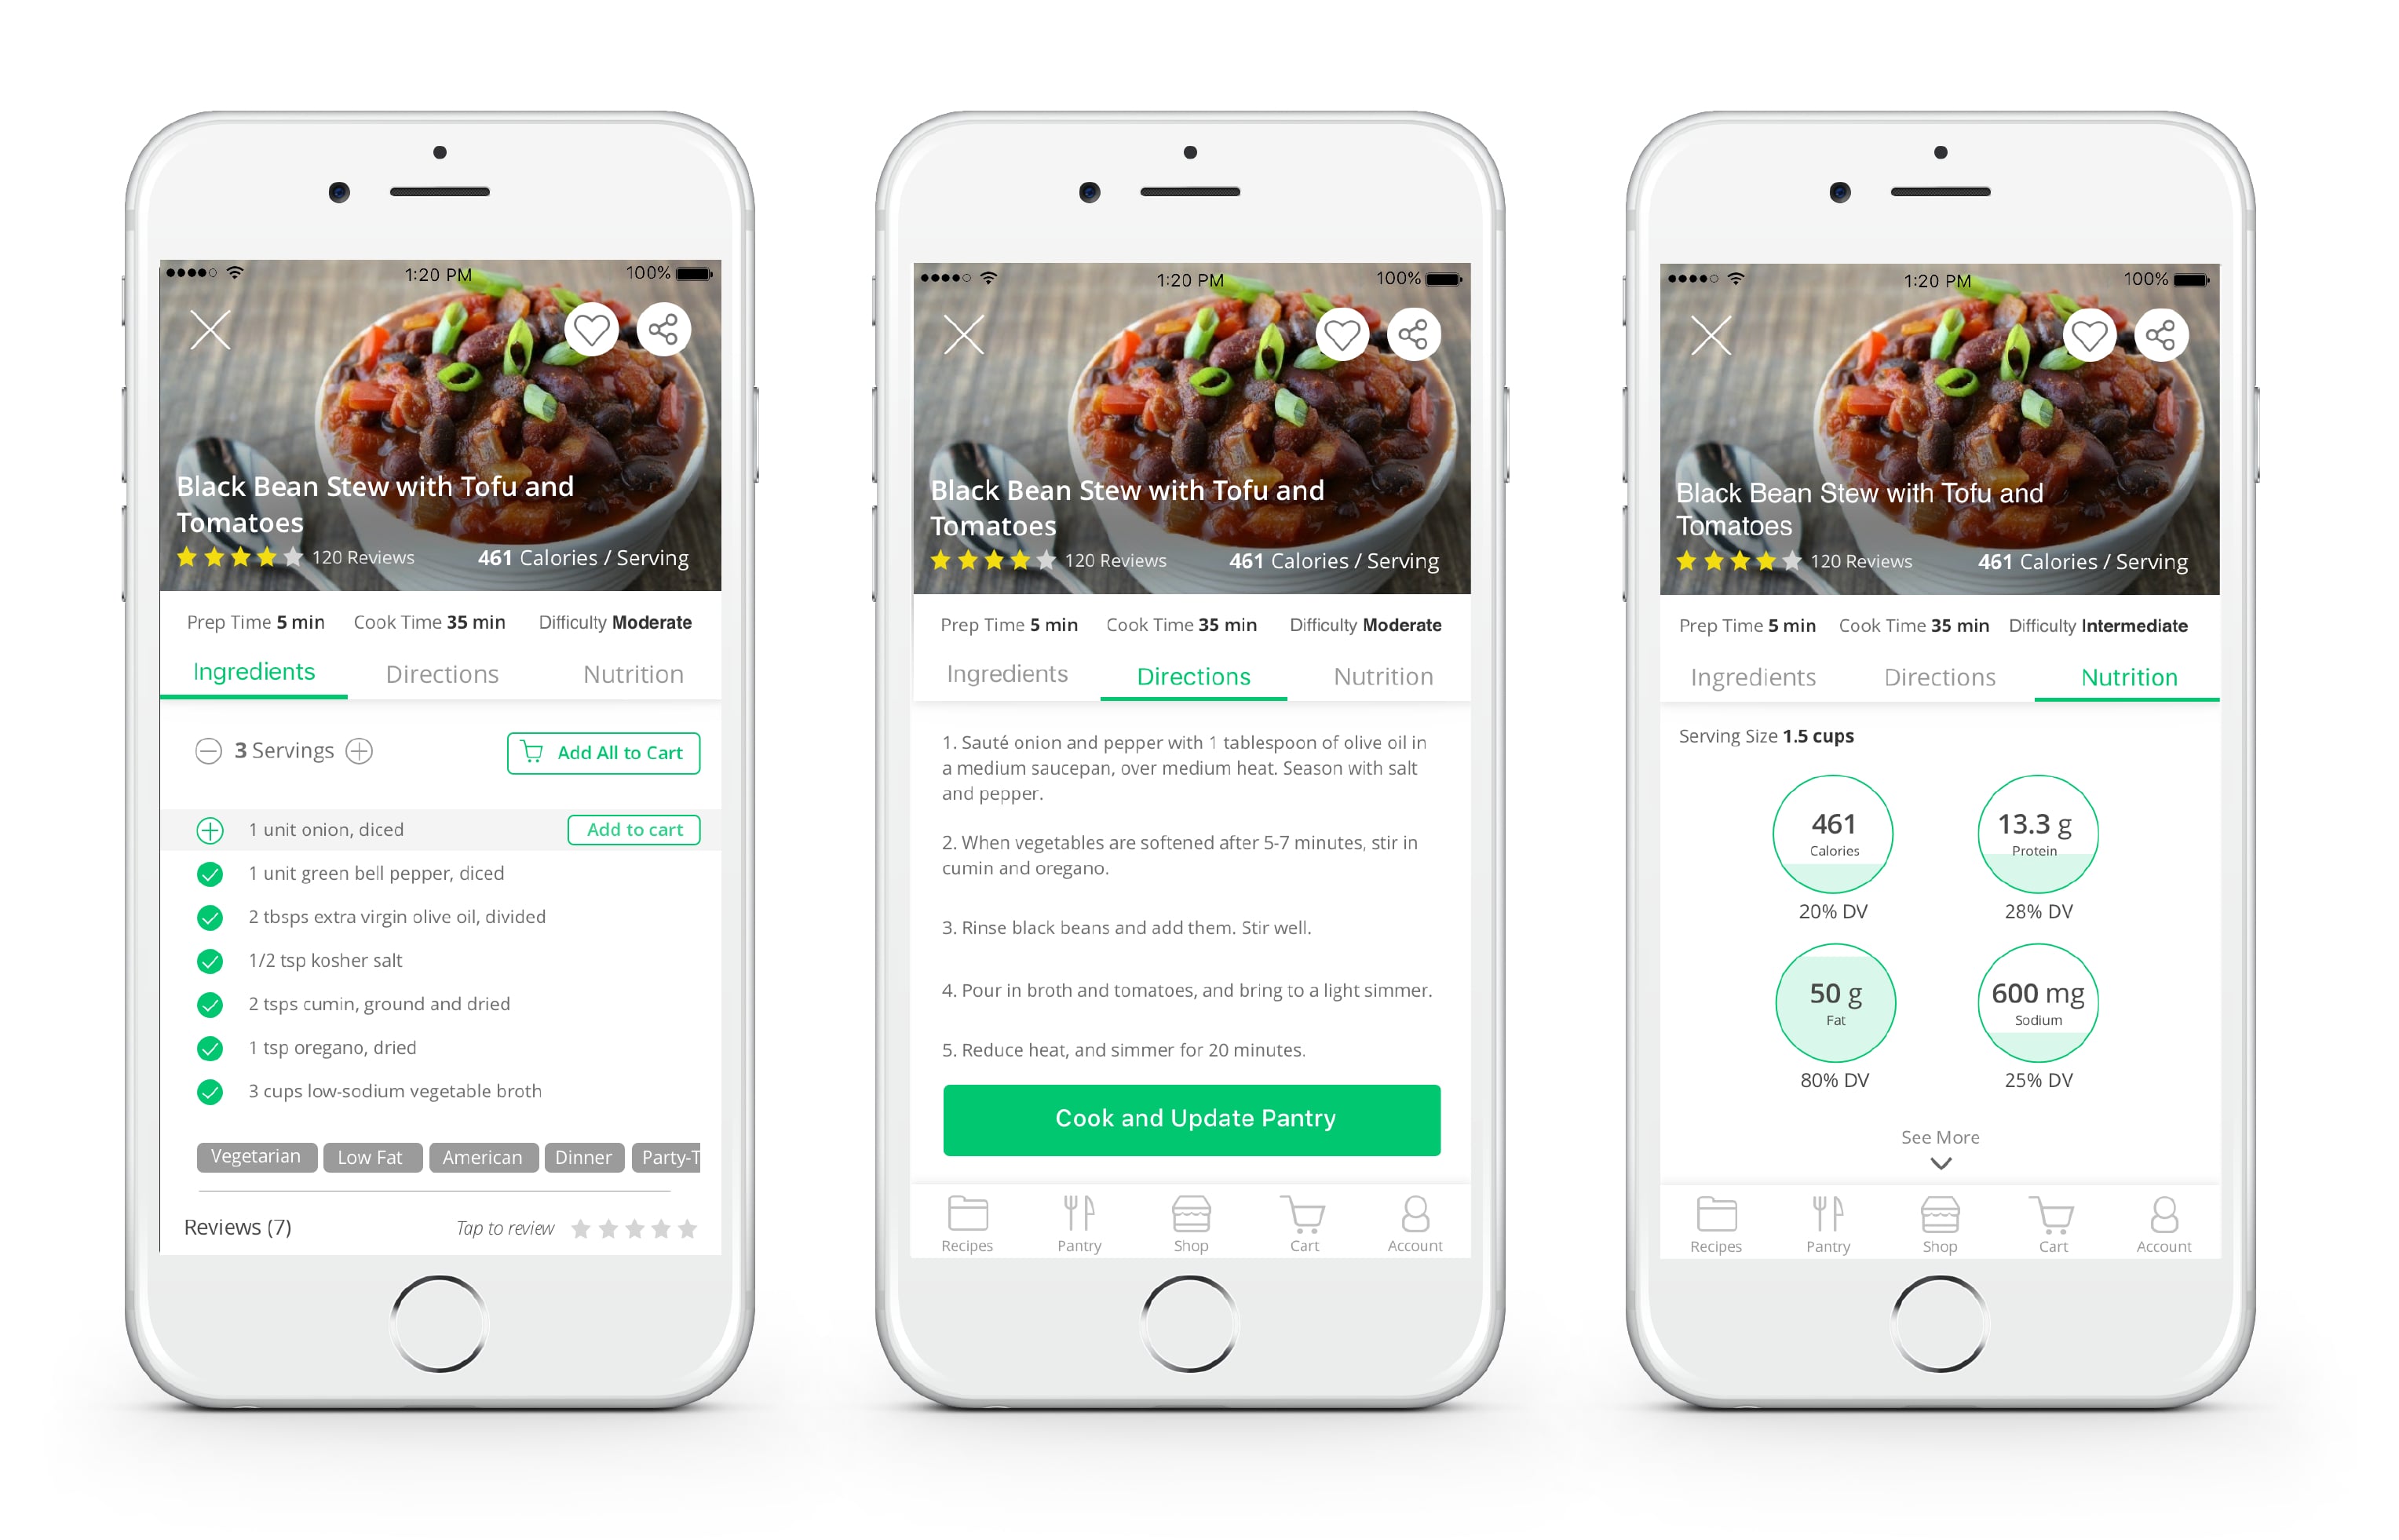 1:20 PM 100%
Black Bean Stew with Tofu and
Tomatoes
120 Reviews 461 Calories / Serving
Prep Time 5 min Cook Time 35 min Difficulty Moderate
Ingredients Directions Nutrition
3 Servings Add All to Cart
1 unit onion, diced Add to cart
1 unit green bell pepper, diced
2 tbsps extra virgin olive oil, divided
1/2 tsp kosher salt
2 tsps cumin, ground and dried
1 tsp oregano, dried
3 cups low-sodium vegetable broth
Vegetarian Low Fat American Dinner Party-T
Reviews (7) Tap to review
1:20 PM 100%
Black Bean Stew with Tofu and
Tomatoes
120 Reviews 461 Calories / Serving
Prep Time 5 min Cook Time 35 min Difficulty Moderate
Ingredients Directions Nutrition
1. Sauté onion and pepper with 1 tablespoon of olive oil in
a medium saucepan, over medium heat. Season with salt
and pepper.
2. When vegetables are softened after 5-7 minutes, stir in
cumin and oregano.
3. Rinse black beans and add them. Stir well.
4. Pour in broth and tomatoes, and bring to a light simmer.
5. Reduce heat, and simmer for 20 minutes.
Cook and Update Pantry
Recipes Pantry Shop Cart Account
1:20 PM 100%
Black Bean Stew with Tofu and
Tomatoes
120 Reviews 461 Calories / Serving
Prep Time 5 min Cook Time 35 min Difficulty Intermediate
Ingredients Directions Nutrition
Serving Size 1.5 cups
461 13.3 g
Calories Protein
20% DV 28% DV
50 g 600 mg
Fat Sodium
80% DV 25% DV
See More
Recipes Pantry Shop Cart Account